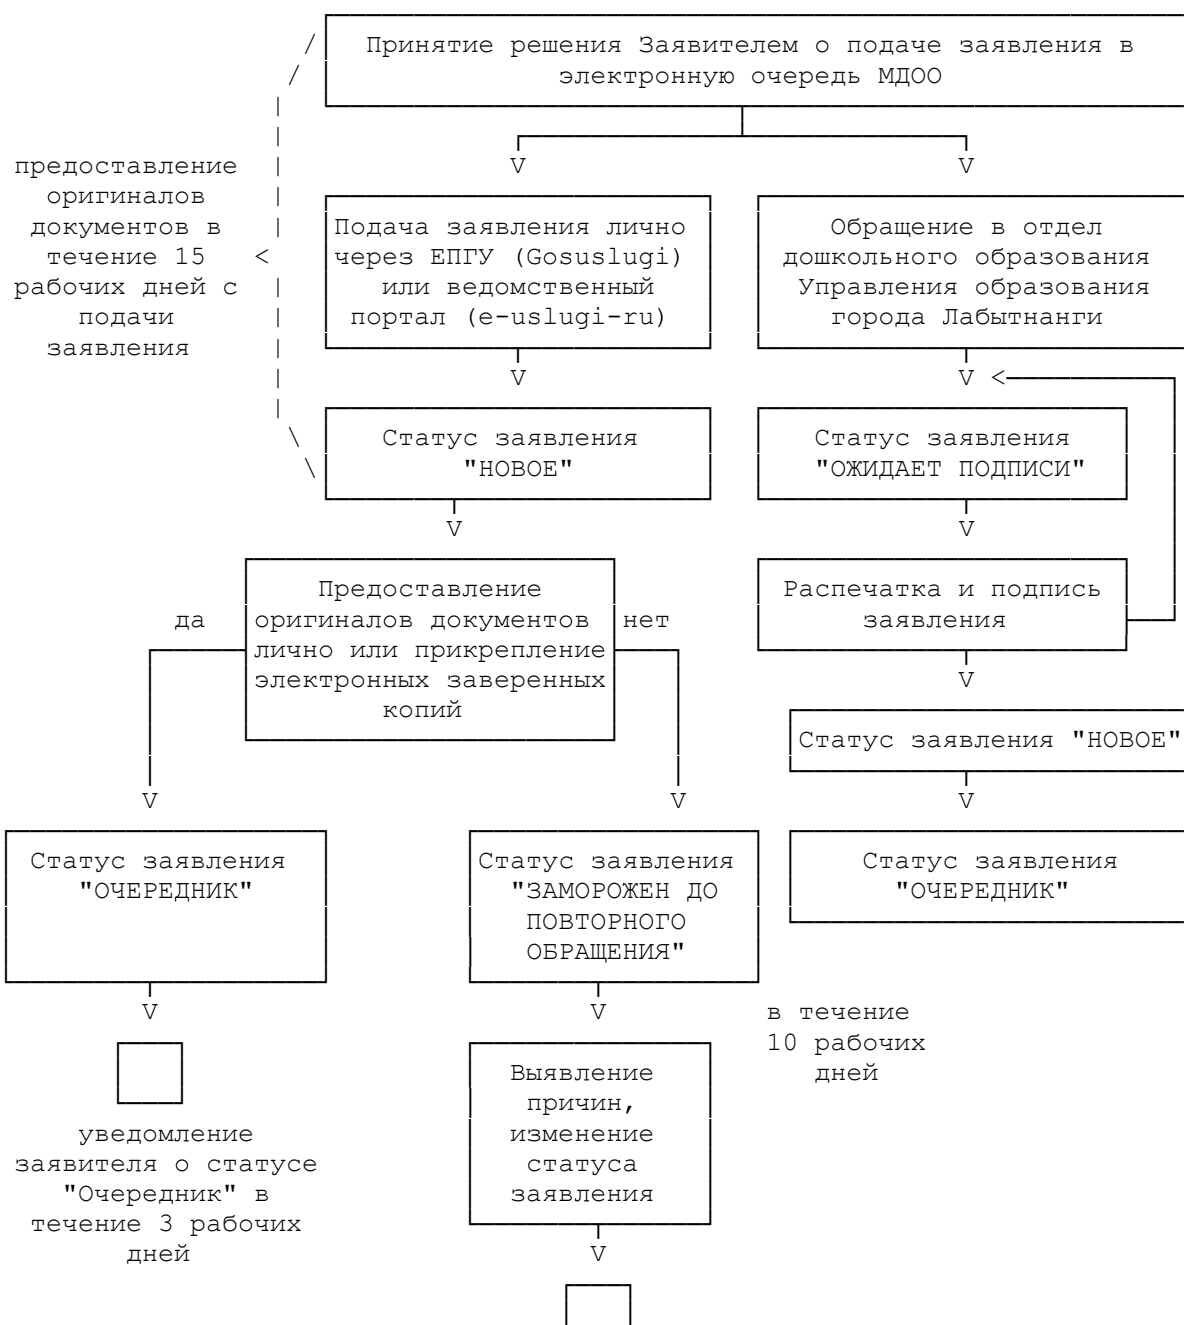 Принятие решения Заявителем о подаче заявления в
электронную очередь МДОО
предоставление
оригиналов
документов в
течение 15
рабочих дней с
подачи
заявления
Подача заявления лично
через ЕПГУ (Gosuslugi)
или ведомственный
портал (e-uslugi-ru)
Обращение в отдел
дошкольного образования
Управления образования
города Лабытнанги
Статус заявления
"НОВОЕ"
Статус заявления
"ОЖИДАЕТ ПОДПИСИ"
Предоставление
оригиналов документов
лично или прикрепление
электронных заверенных
копий
да
нет
Распечатка и подпись
заявления
Статус заявления "НОВОЕ"
Статус заявления
"ОЧЕРЕДНИК"
Статус заявления
"ЗАМОРОЖЕН ДО
ПОВТОРНОГО
ОБРАЩЕНИЯ"
Статус заявления
"ОЧЕРЕДНИК"
в течение
10 рабочих
дней
Выявление
причин,
изменение
статуса
заявления
уведомление
заявителя о статусе
"Очередник" в
течение 3 рабочих
дней